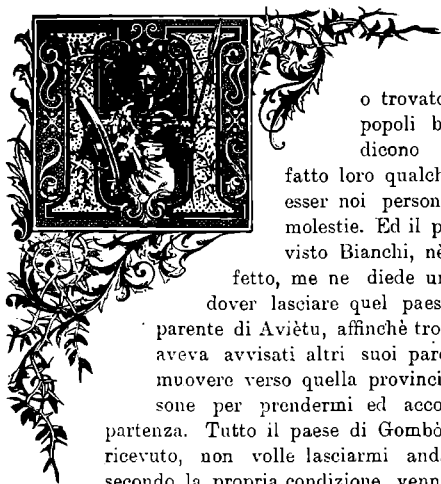 Ho trovato
popoli b
dicono
fatto loro qualch
esser noi person
molestie. Ed il p
visto Bianchi, nè
fetto, me ne diede un
dover lasciare quel paes
parente di Aviètu, affinchè tro
aveva avvisati altri suoi pare
muovere verso quella provinci
sone per prendermi ed acco
partenza. Tutto il paese di Gombò
ricevuto, non volle lasciarmi and
secondo la propria condizione, venn